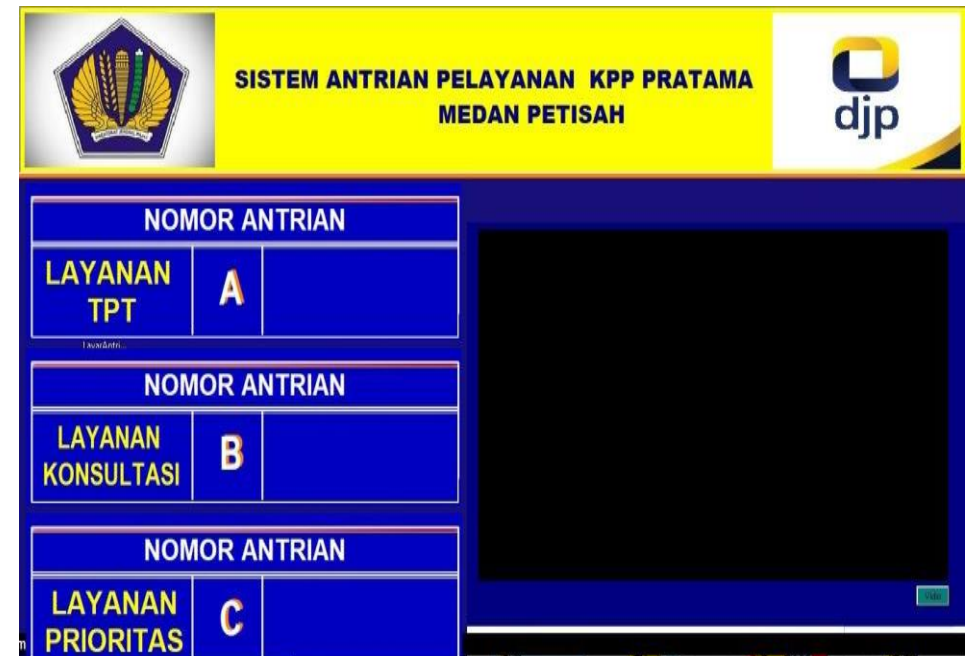 SISTEM ANTRIAN PELAYANAN KPP PRATAMA
MEDAN PETISAH
djp
NOMOR ANTRIAN
LAYANAN
TPT
A
LayarAntri...
NOMOR ANTRIAN
LAYANAN
KONSULTASI
B
NOMOR ANTRIAN
LAYANAN
PRIORITAS
C